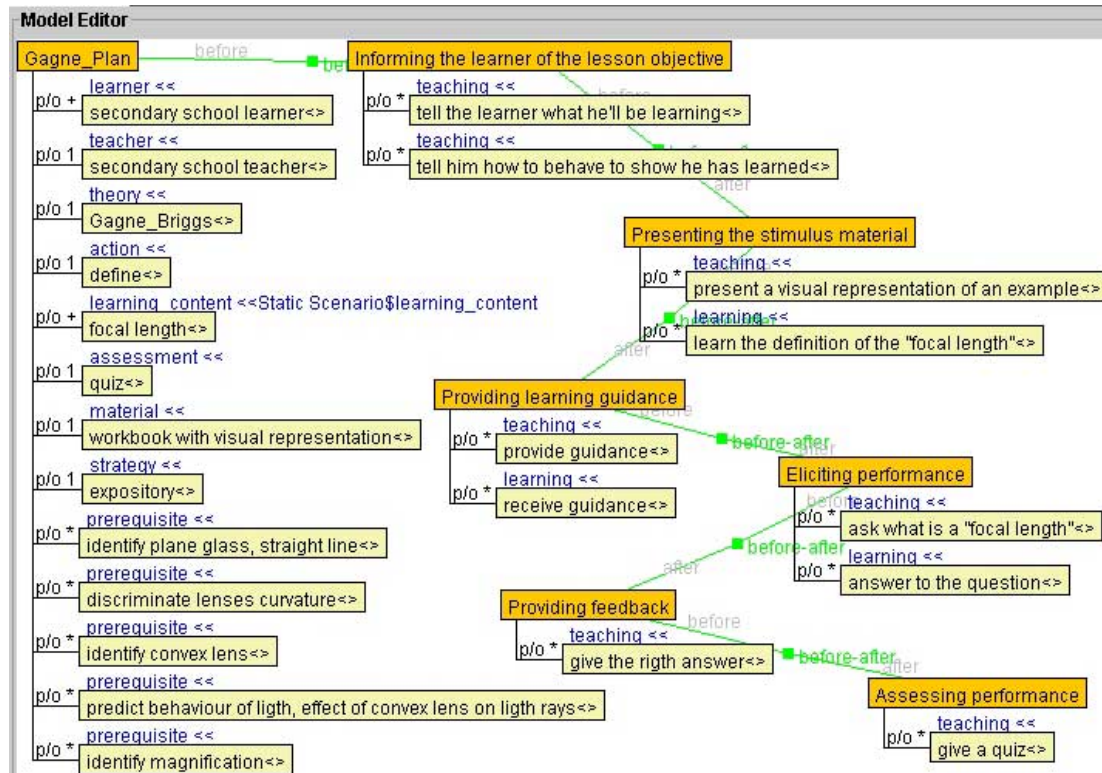 Model Editor
Gagne_Plan
before
Informing the learner of the lesson objective
learner <<
p/o +
secondary school learner<>
teacher <<
p/o 1
secondary school teacher<>
theory <<
p/o 1
Gagne_Briggs<>
action <<
p/o 1
define<>
learning_content <<Static Scenario$learning_content
p/o +
focal length<>
assessment <<
p/o 1
quiz<>
material <<
p/o 1
workbook with visual representation<>
strategy <<
p/o 1
expository<>
prerequisite <<
p/o *
identify plane glass, straight line<>
prerequisite <<
p/o *
discriminate lenses curvature<>
prerequisite <<
p/o *
identify convex lens<>
prerequisite <<
p/o *
predict behaviour of ligth, effect of convex lens on ligth rays<>
prerequisite <<
p/o *
identify magnification<>
teaching <<
p/o *
tell the learner what he'll be learning<>
teaching <<
p/o *
tell him how to behave to show he has learned<>
after
Presenting the stimulus material
teaching <<
p/o *
present a visual representation of an example<>
learning <<
before-after
p/o *
learn the definition of the "focal length"<>
after
Providing learning guidance
before
teaching <<
p/o *
provide guidance<>
learning <<
p/o *
receive guidance<>
before-after
after
Eliciting performance
before
teaching <<
p/o *
ask what is a "focal length"<>
learning <<
p/o *
answer to the question<>
before-after
after
Providing feedback
before
teaching <<
p/o *
give the rigth answer<>
before-after
after
Assessing performance
teaching <<
p/o *
give a quiz<>